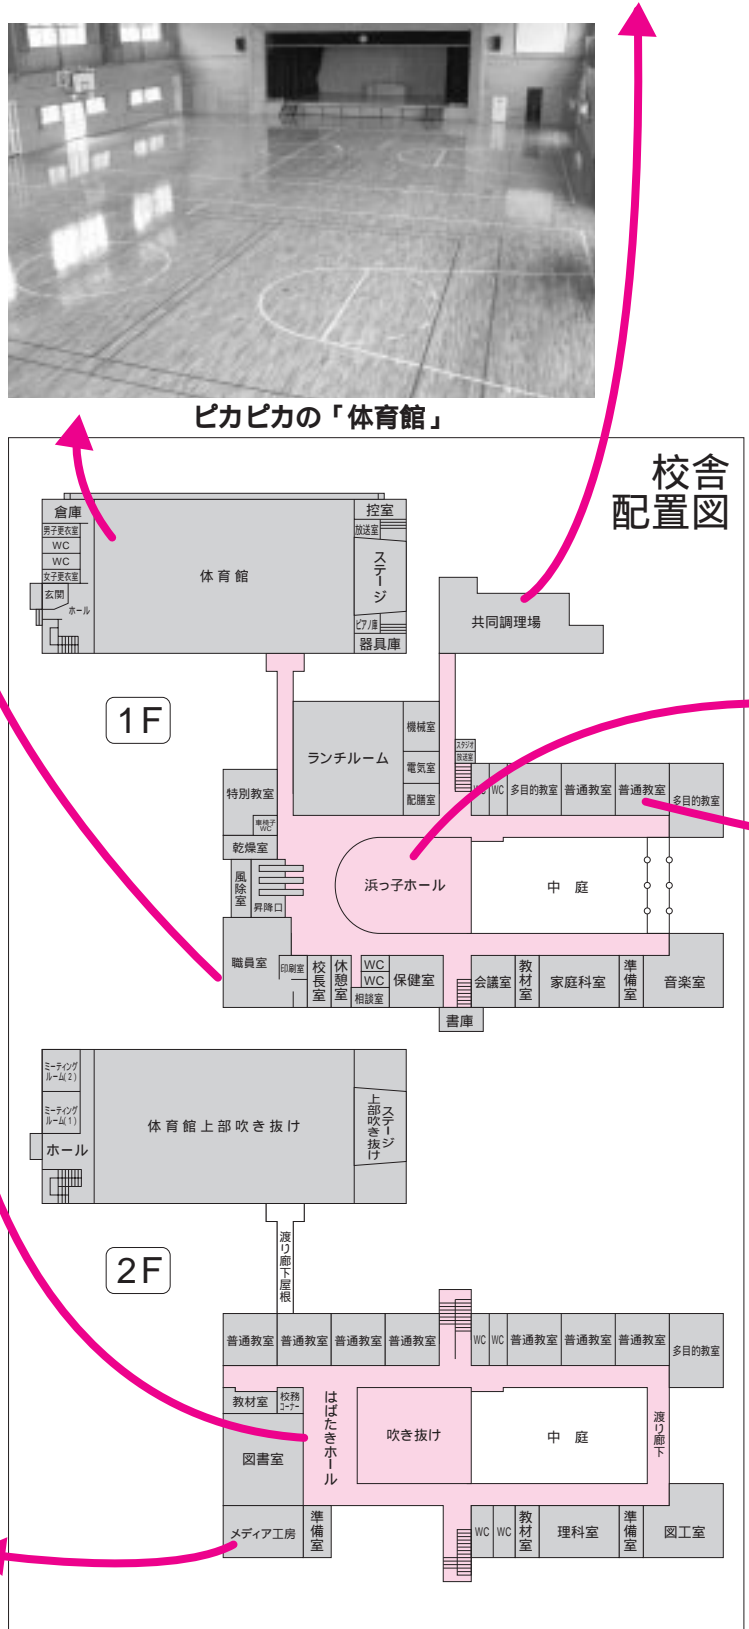 ピカピカの「体育館」
校舎
配置図
倉庫
男子更衣室
WC
WC
女子更衣室
玄関
ホール
体育館
控室
放送室
ステージ
ピアノ庫
器具庫
共同調理場
1F
ランチルーム
機械室
電気室
配膳室
スタジオ
放送室
特別教室
車椅子
WC
乾燥室
風除室
昇降口
WC
WC
多目的教室
普通教室
普通教室
多目的教室
浜っ子ホール
中庭
職員室
印刷室
校長室
休憩室
WC
WC
相談室
保健室
書庫
会議室
教材室
家庭科室
準備室
音楽室
ミーティング
ルーム(2)
ミーティング
ルーム(1)
ホール
体育館上部吹き抜け
ステージ
上部吹き抜け
2F
渡り廊下屋根
普通教室
普通教室
普通教室
普通教室
WC
WC
普通教室
普通教室
普通教室
多目的教室
教材室
校務
コーナー
はばたきホール
吹き抜け
中庭
渡り廊下
図書室
メディア工房
準備室
WC
WC
教材室
理科室
準備室
図工室